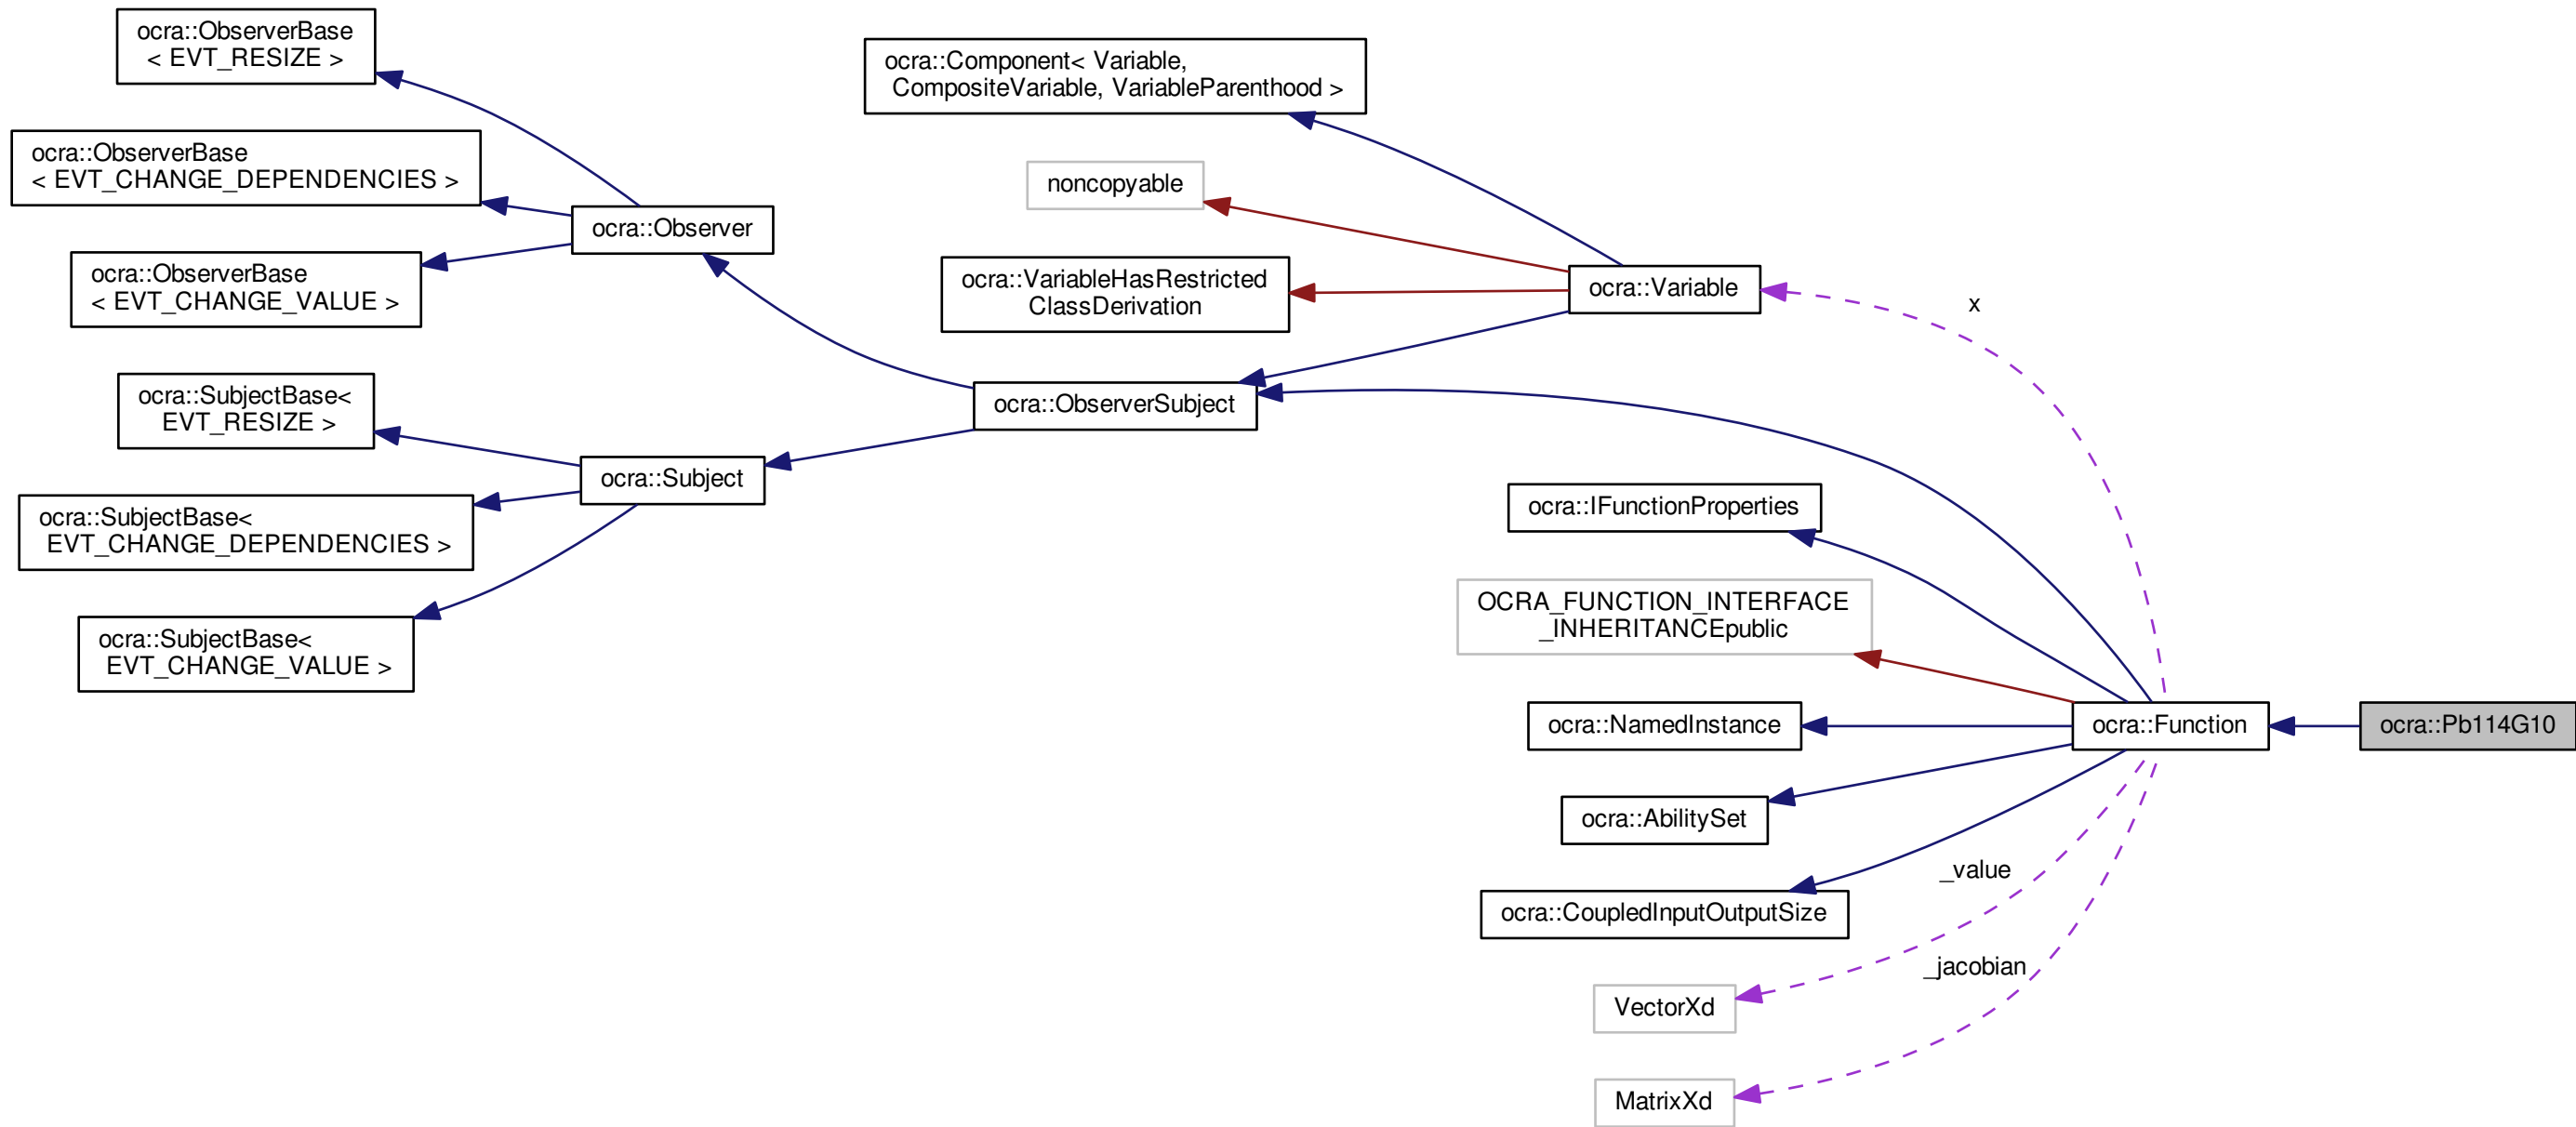 ocra::ObserverBase
< EVT_RESIZE >
ocra::ObserverBase
< EVT_CHANGE_DEPENDENCIES >
ocra::ObserverBase
< EVT_CHANGE_VALUE >
ocra::SubjectBase<
EVT_RESIZE >
ocra::SubjectBase<
EVT_CHANGE_DEPENDENCIES >
ocra::SubjectBase<
EVT_CHANGE_VALUE >
ocra::Observer
ocra::Subject
ocra::Component< Variable,
CompositeVariable, VariableParenthood >
noncopyable
ocra::VariableHasRestricted
ClassDerivation
ocra::ObserverSubject
ocra::Variable
x
ocra::IFunctionProperties
OCRA_FUNCTION_INTERFACE
_INHERITANCEpublic
ocra::NamedInstance
ocra::AbilitySet
ocra::CoupledInputOutputSize
VectorXd
MatrixXd
_value
_jacobian
ocra::Function
ocra::Pb114G10